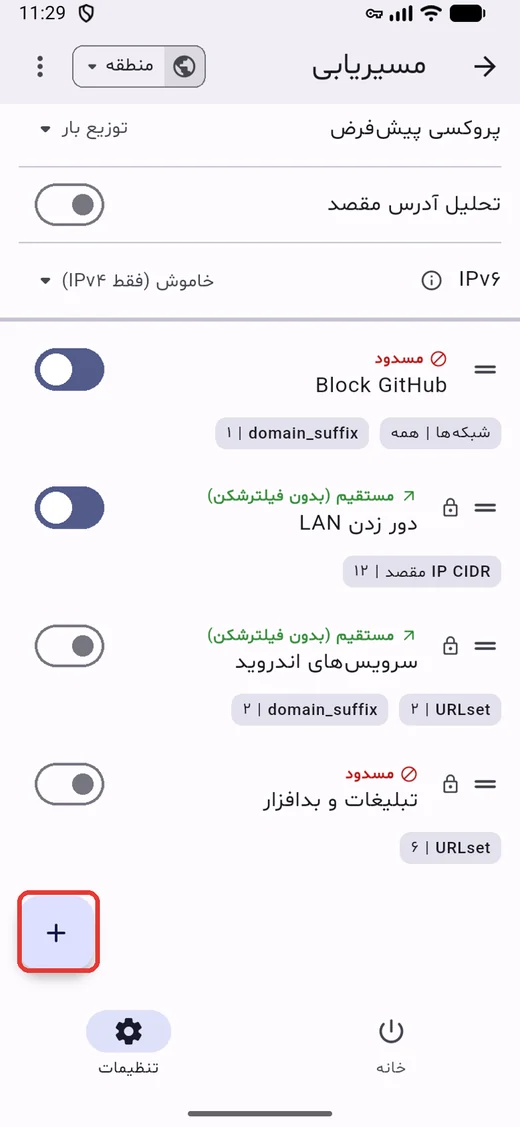 11:29
مسیریابی
منطقه
پروکسی پیش‌فرض
توزیع بار
تحلیل آدرس مقصد
IPv۶
خاموش (فقط IPv۴)
مسدود
Block GitHub
شبکه‌ها | همه
domain_suffix | ۱
مستقیم (بدون فیلترشکن)
دور زدن LAN
IP CIDR مقصد | ۱۲
مستقیم (بدون فیلترشکن)
سرویس‌های اندروید
URLset | ۲
domain_suffix | ۲
مسدود
تبلیغات و بدافزار
URLset | ۶
خانه
تنظیمات